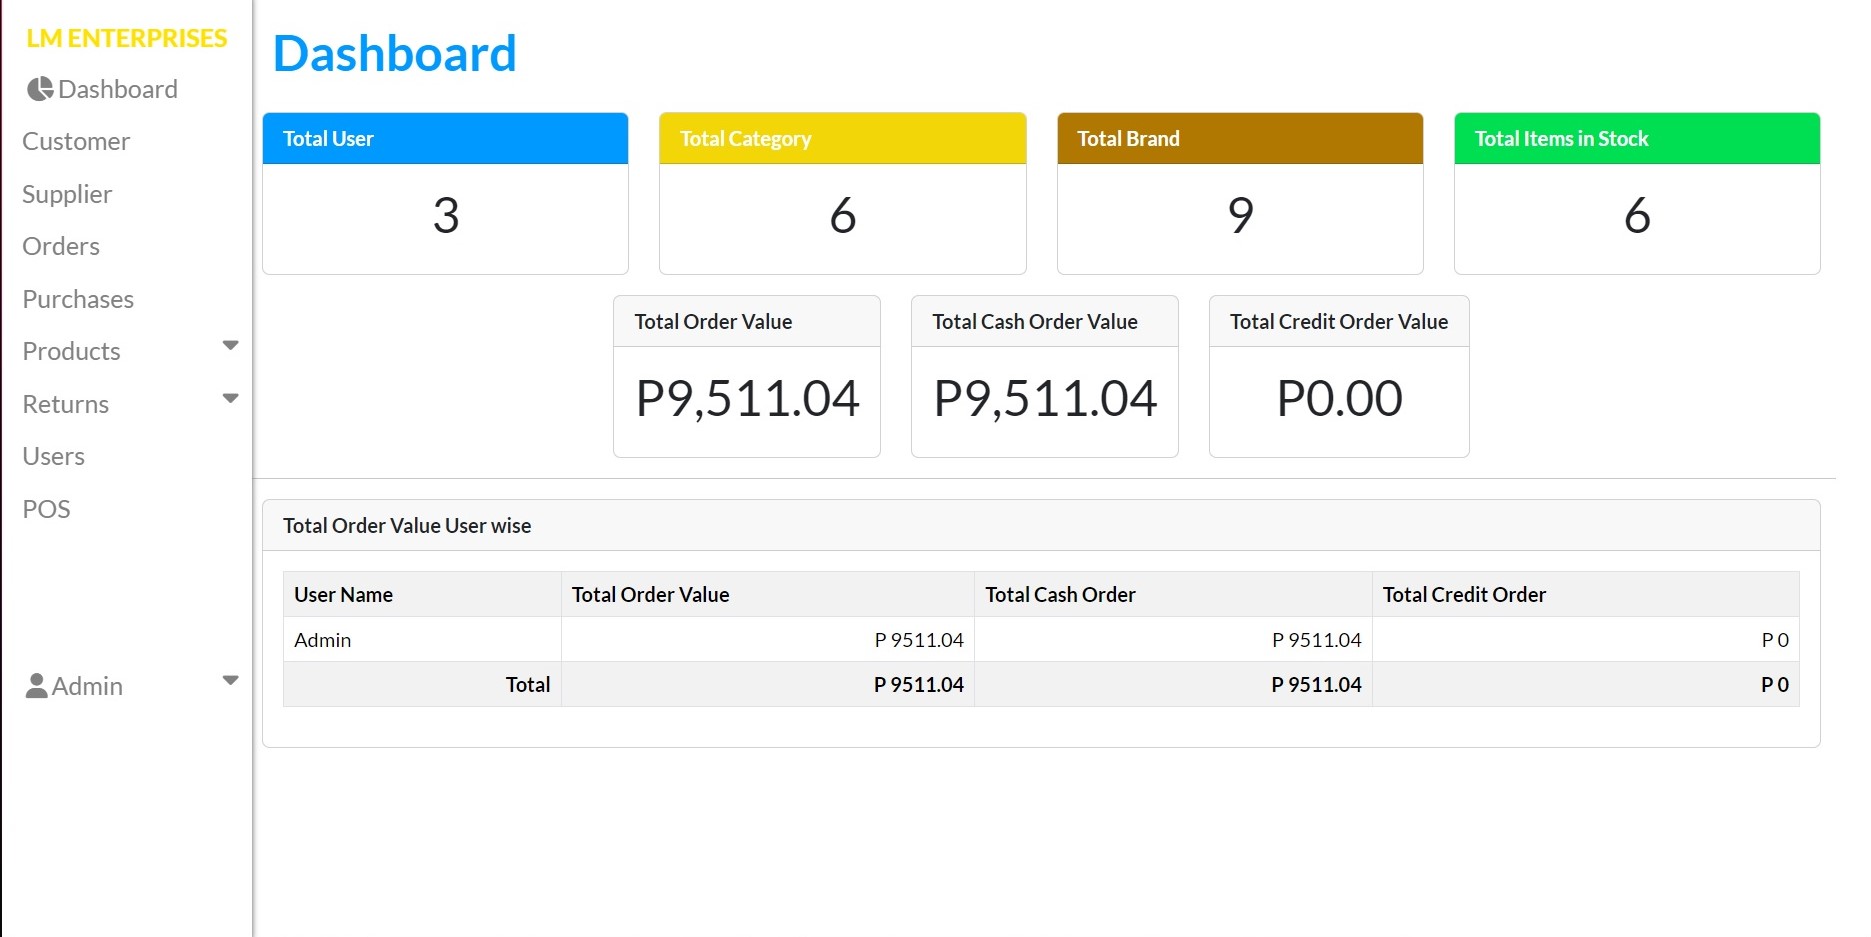 LM ENTERPRISES
Dashboard
Customer
Supplier
Orders
Purchases
Products
Returns
Users
POS
Admin
Dashboard
Total User
3
Total Category
6
Total Brand
9
Total Items in Stock
6
Total Order Value
P9,511.04
Total Cash Order Value
P9,511.04
Total Credit Order Value
P0.00
Total Order Value User wise
User Name Total Order Value Total Cash Order Total Credit Order
Admin P 9511.04 P 9511.04 P 0
Total P 9511.04 P 9511.04 P 0